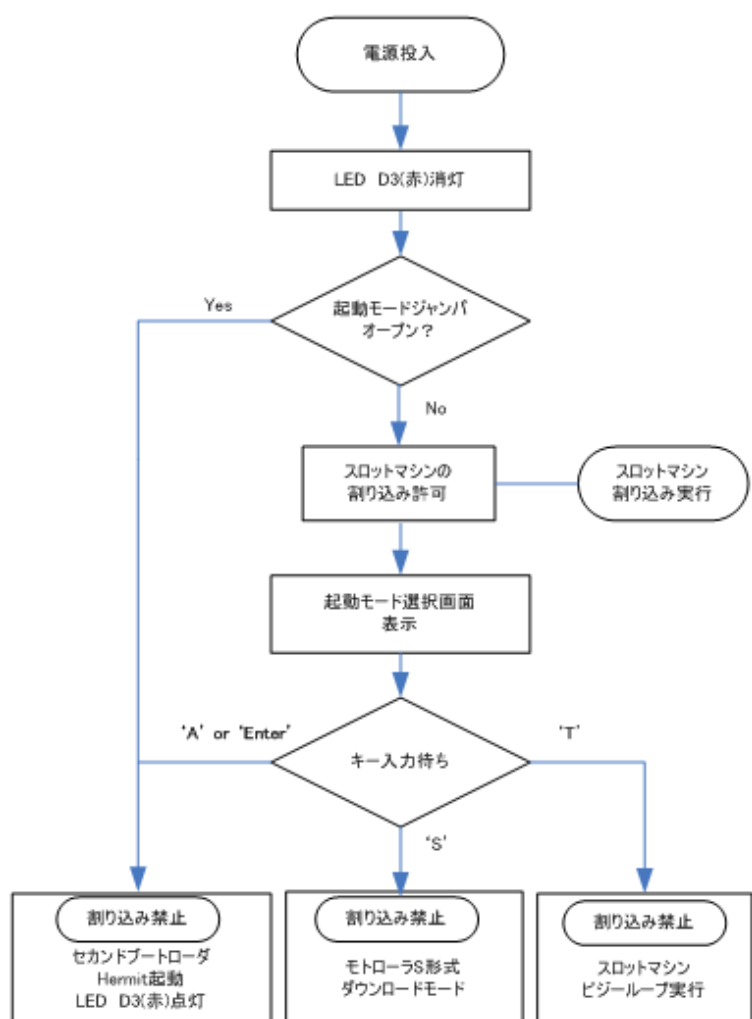 電源投入
LED D3(赤)消灯
起動モードジャンパ
オープン？
Yes
No
スロットマシンの
割り込み許可
スロットマシン
割り込み実行
起動モード選択画面
表示
キー入力待ち
‘A’ or ‘Enter’
‘T’
‘S’
割り込み禁止
セカンドブートローダ
Hermit起動
LED D3(赤)点灯
割り込み禁止
モトローラS形式
ダウンロードモード
割り込み禁止
スロットマシン
ビジーループ実行